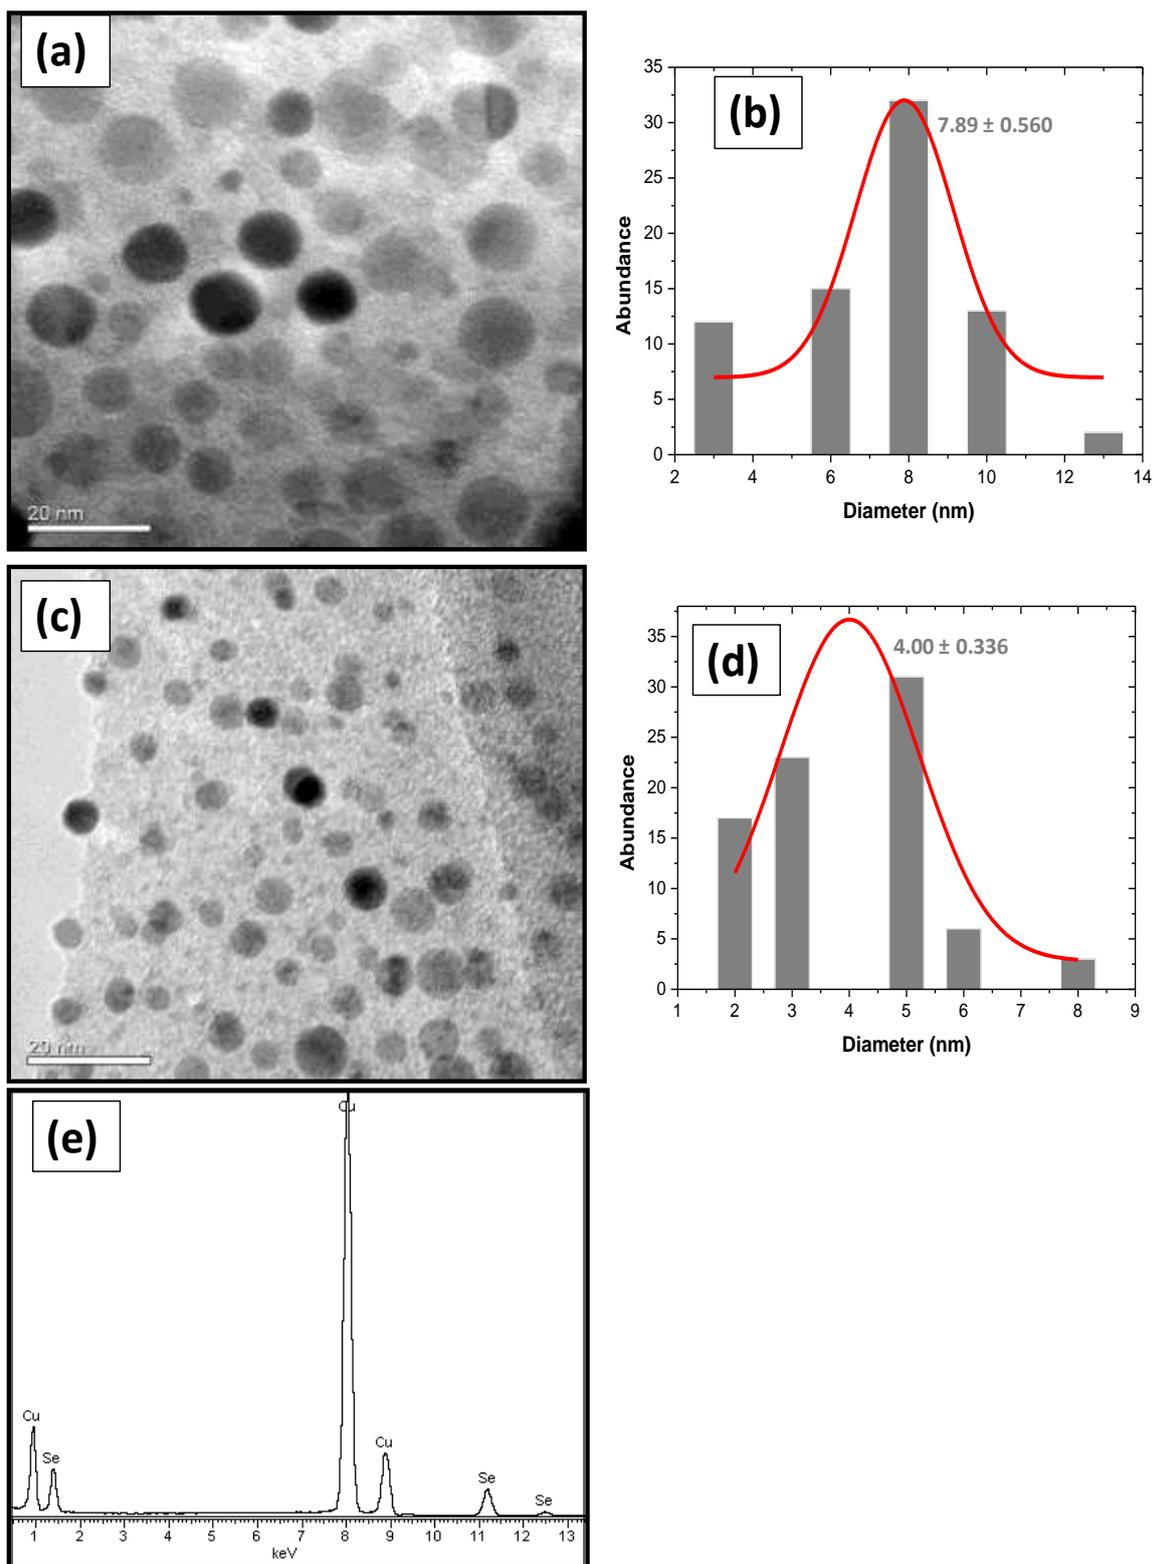 (a)
20 nm
(b)
7.89 ± 0.560
35
30
25
20
15
10
5
0
Abundance
2 4 6 8 10 12 14
Diameter (nm)
(c)
20 nm
(d)
4.00 ± 0.336
35
30
25
20
15
10
5
0
Abundance
1 2 3 4 5 6 7 8 9
Diameter (nm)
(e)
Cu
Cu
Se
Cu
Se
Se
1 2 3 4 5 6 7 8 9 10 11 12 13
keV